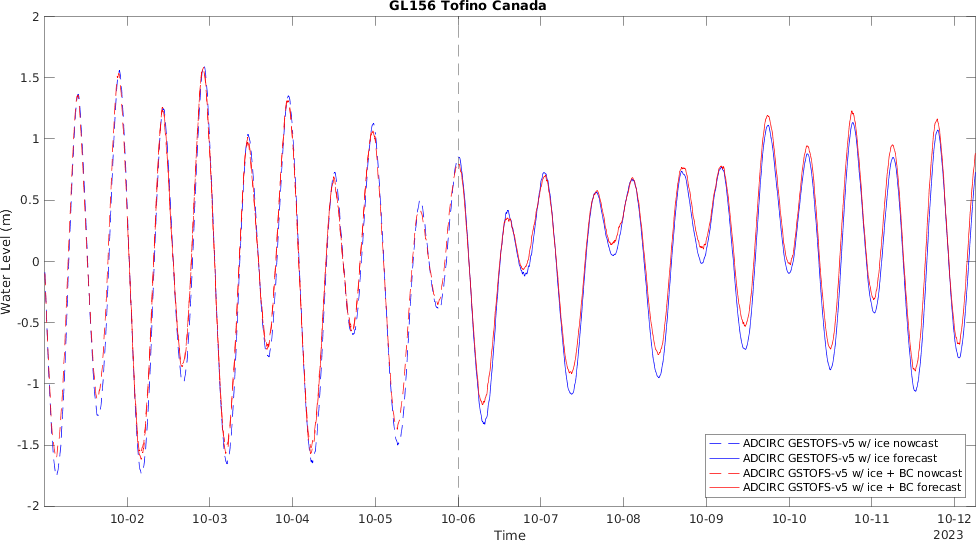 GL156 Tofino Canada
2
1.5
1
0.5
0
-0.5
-1
-1.5
-2
Water Level (m)
10-02 10-03 10-04 10-05 10-06 10-07 10-08 10-09 10-10 10-11 10-12
2023
Time
ADCIRC GESTOFS-v5 w/ ice nowcast
ADCIRC GESTOFS-v5 w/ ice forecast
ADCIRC GSTOFS-v5 w/ ice + BC nowcast
ADCIRC GSTOFS-v5 w/ ice + BC forecast